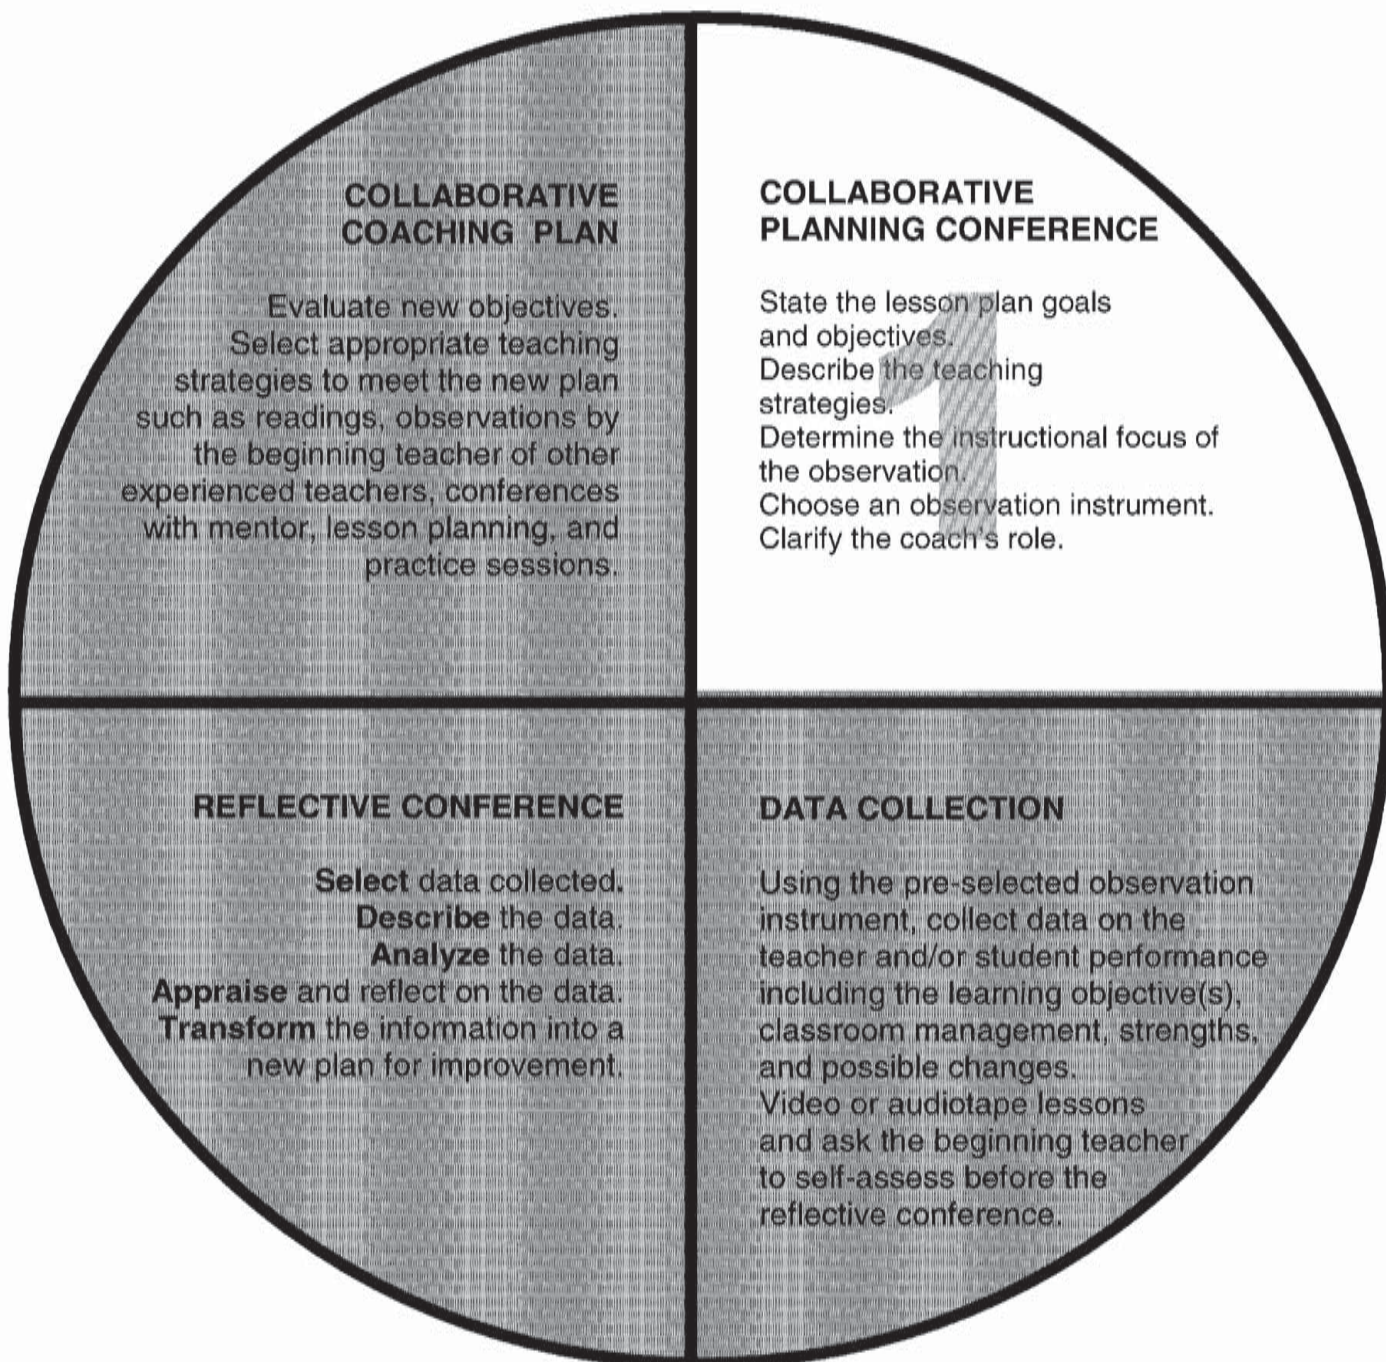 COLLABORATIVE
COACHING PLAN
Evaluate new objectives.
Select appropriate teaching
strategies to meet the new plan
such as readings, observations by
the beginning teacher of other
experienced teachers, conferences
with mentor, lesson planning, and
practice sessions.
COLLABORATIVE
PLANNING CONFERENCE
1
State the lesson plan goals
and objectives.
Describe the teaching
strategies.
Determine the instructional focus of
the observation.
Choose an observation instrument.
Clarify the coach's role.
REFLECTIVE CONFERENCE
Select data collected.
Describe the data.
Analyze the data.
Appraise and reflect on the data.
Transform the information into a
new plan for improvement.
DATA COLLECTION
Using the pre-selected observation
instrument, collect data on the
teacher and/or student performance
including the learning objective(s),
classroom management, strengths,
and possible changes.
Video or audiotape lessons
and ask the beginning teacher
to self-assess before the
reflective conference.